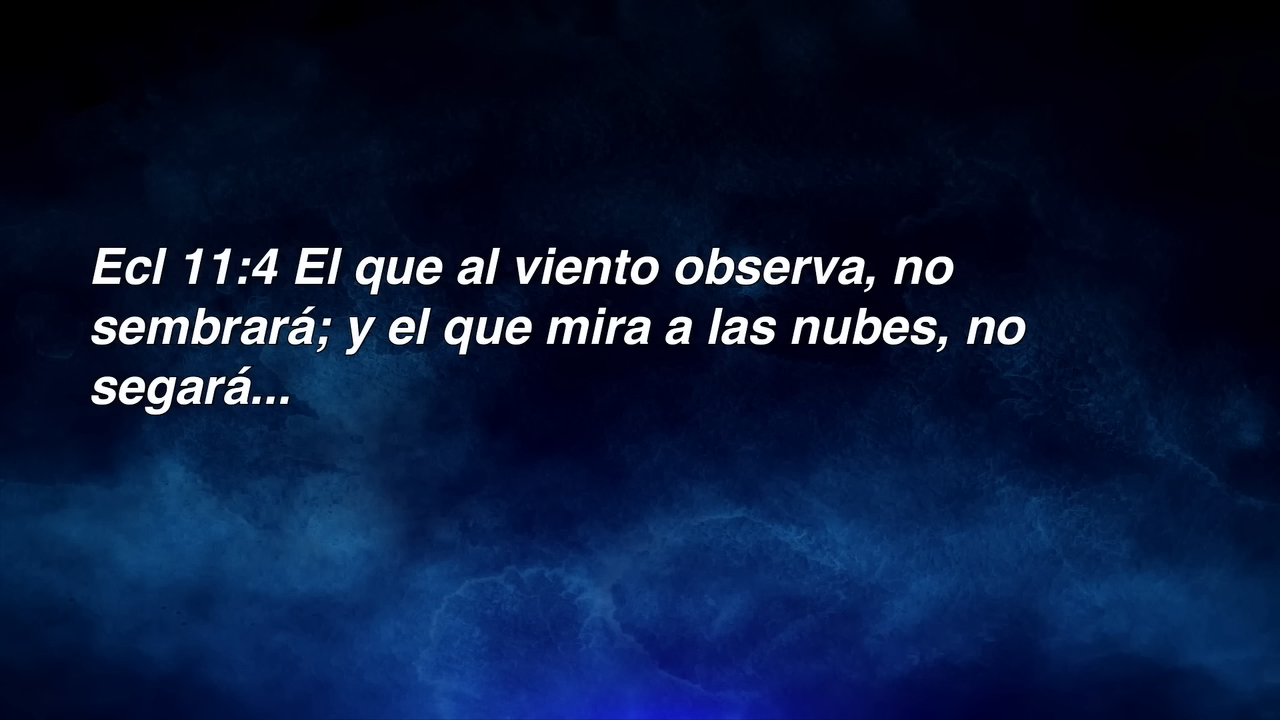 Ecl 11:4 El que al viento observa, no
sembrará; y el que mira a las nubes, no
segará...